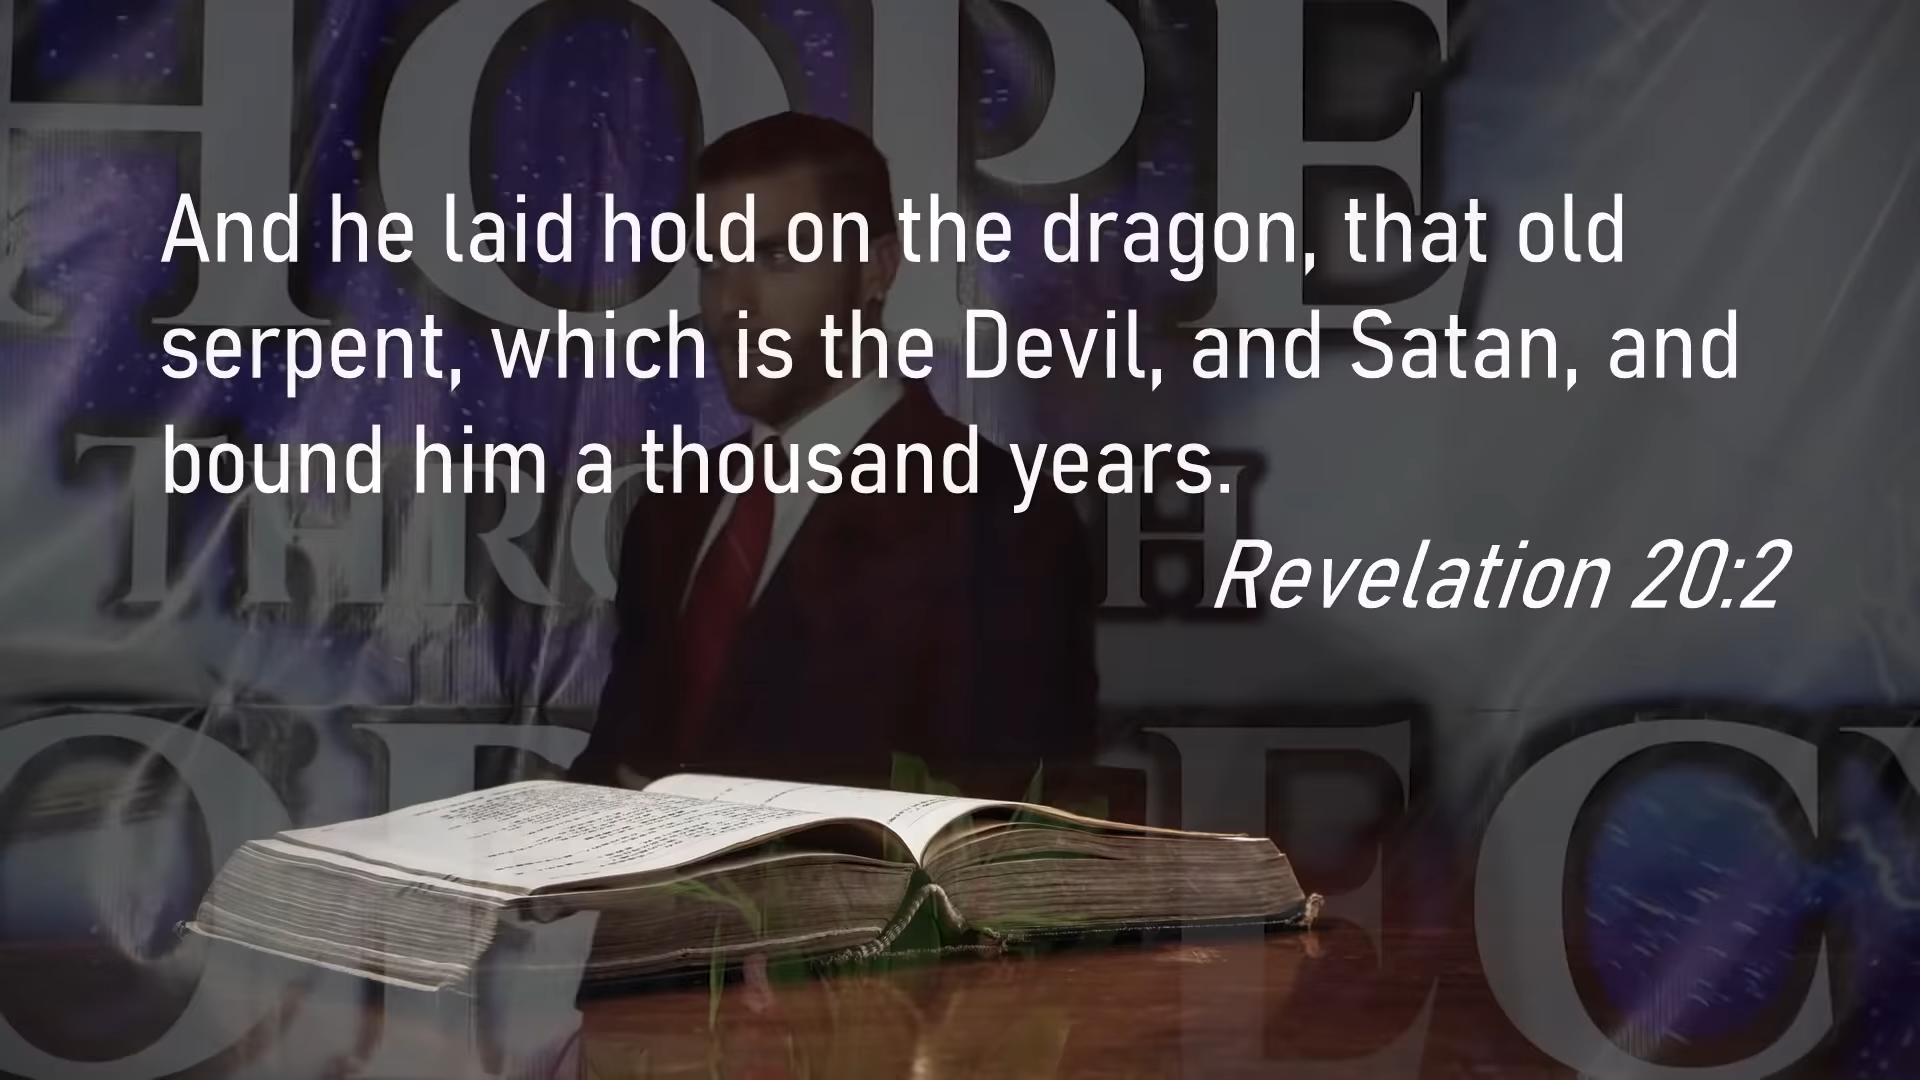 HOPE
And he laid hold on the dragon, that old
serpent, which is the Devil, and Satan, and
bound him a thousand years.
Revelation 20:2